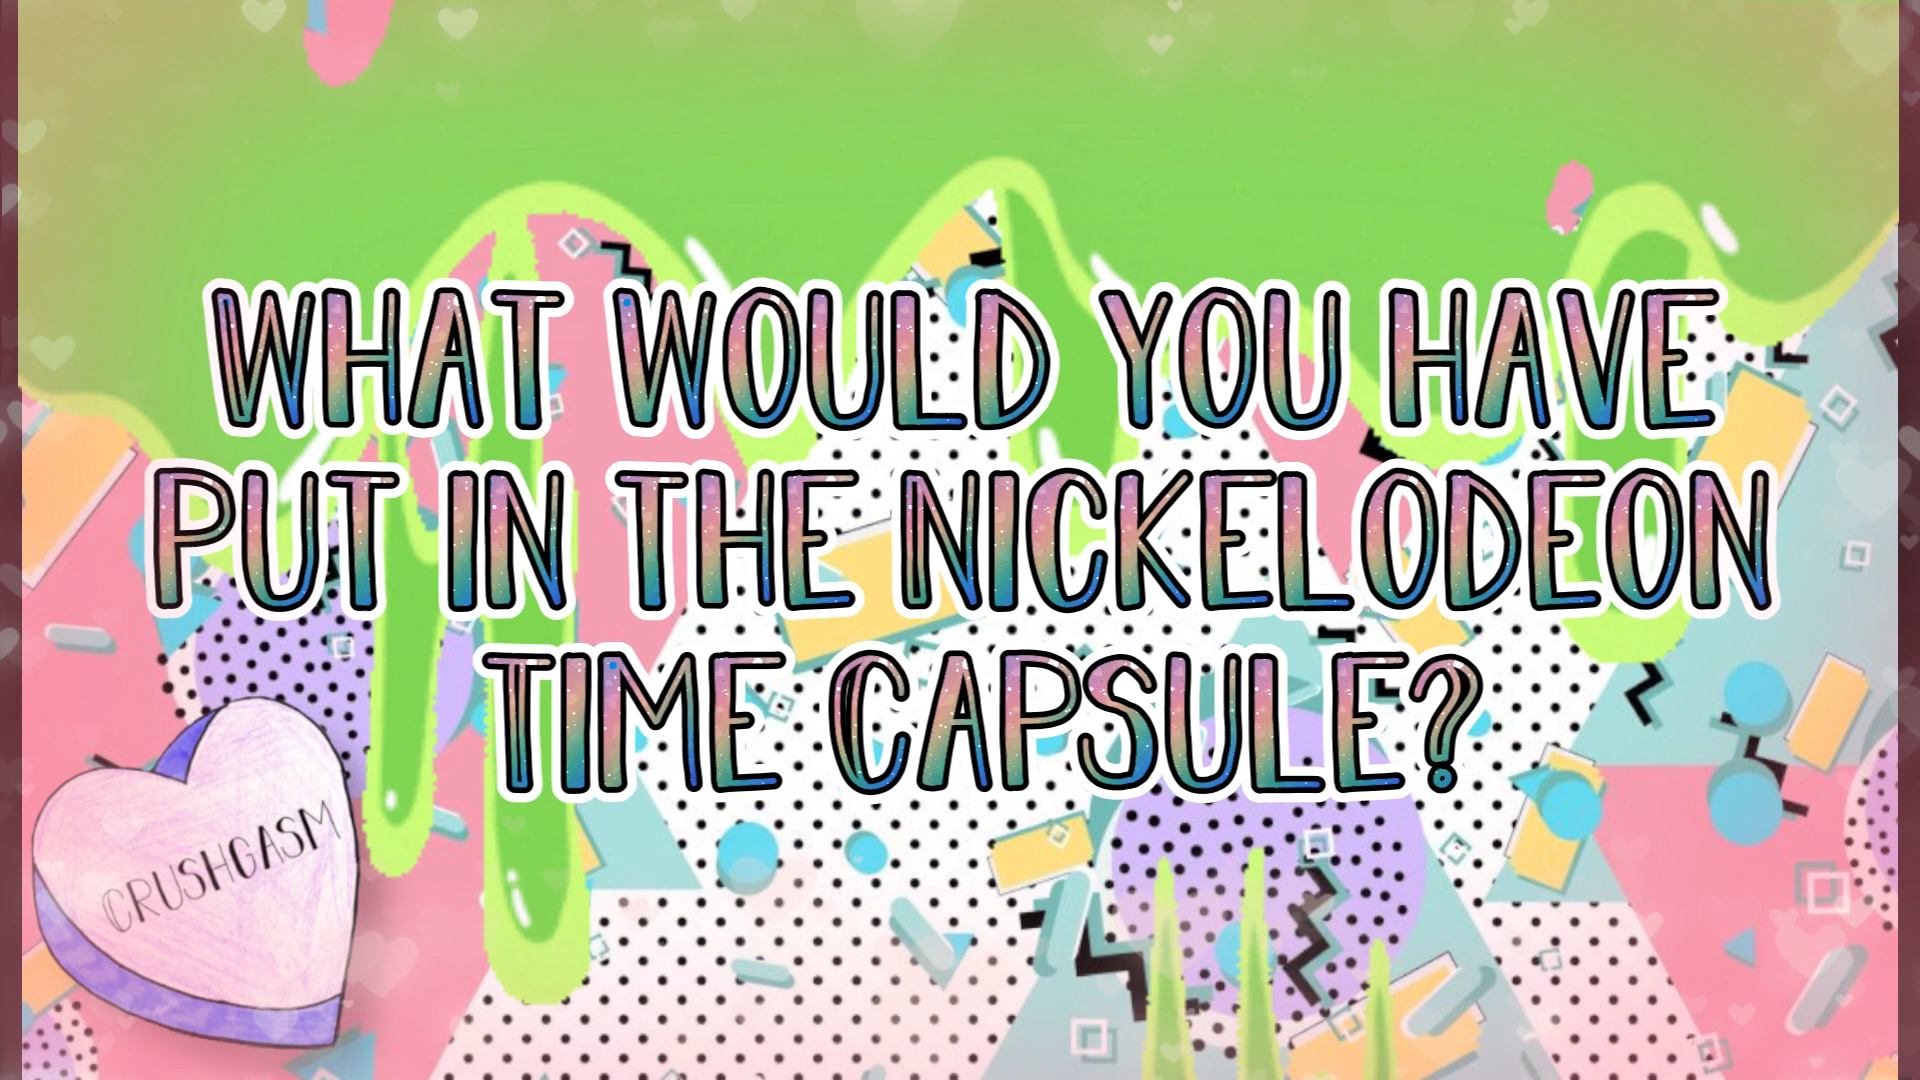 WHAT WOULD YOU HAVE
PUT IN THE NICKELODEON
TIME CAPSULE?
CRUSHGASM